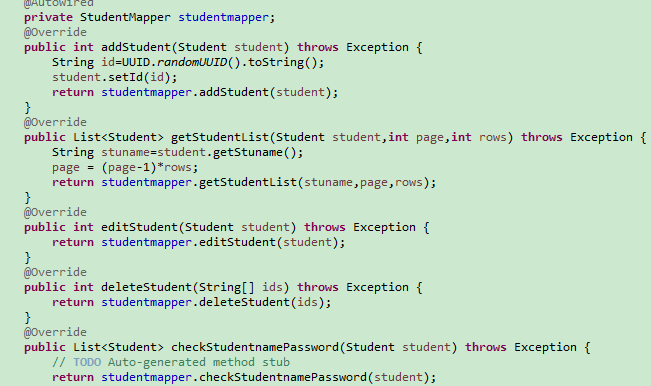 @Autowired
private StudentMapper studentmapper;
@Override
public int addStudent(Student student) throws Exception {
    String id=UUID.randomUUID().toString();
    student.setId(id);
    return studentmapper.addStudent(student);
}
@Override
public List<Student> getStudentList(Student student,int page,int rows) throws Exception {
    String stuname=student.getStuname();
    page = (page-1)*rows;
    return studentmapper.getStudentList(stuname,page,rows);
}
@Override
public int editStudent(Student student) throws Exception {
    return studentmapper.editStudent(student);
}
@Override
public int deleteStudent(String[] ids) throws Exception {
    return studentmapper.deleteStudent(ids);
}
@Override
public List<Student> checkStudentnamePassword(Student student) throws Exception {
    // TODO Auto-generated method stub
    return studentmapper.checkStudentnamePassword(student);